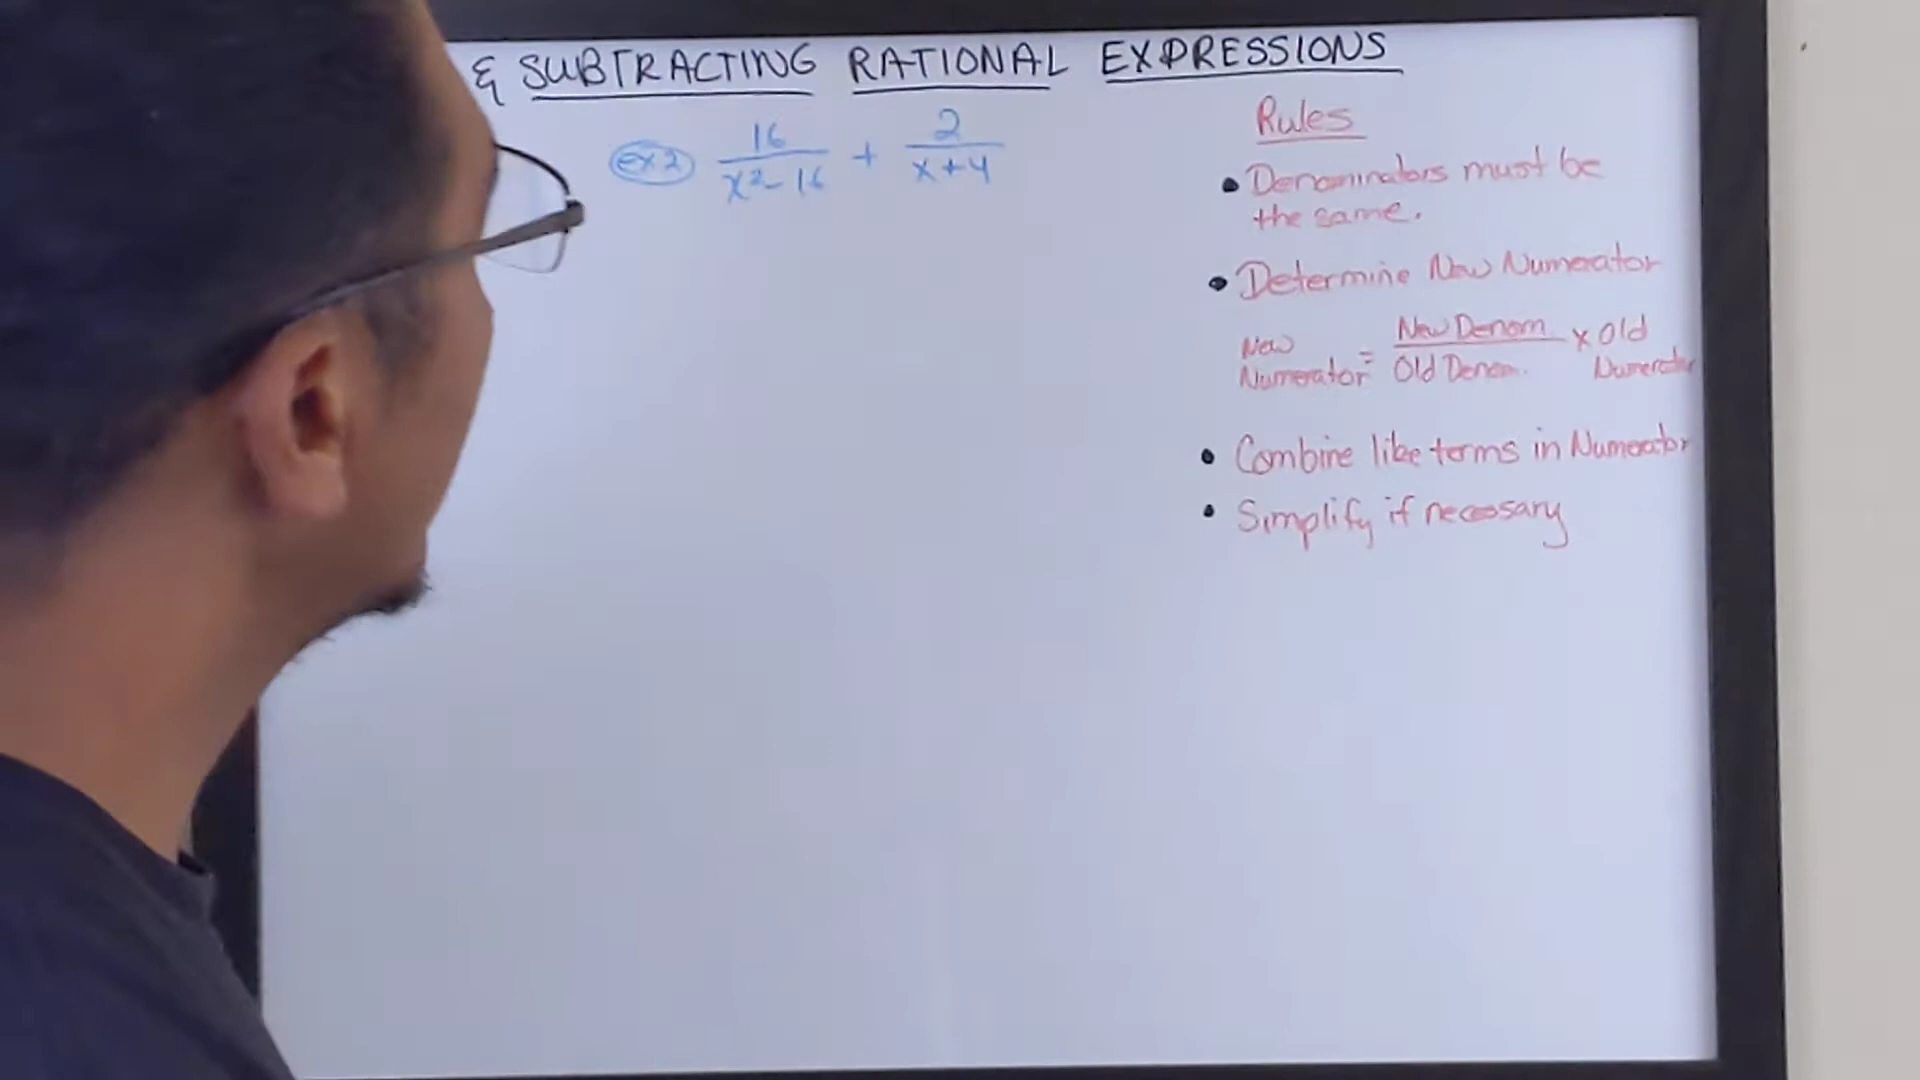 & SUBTRACTING RATIONAL EXPRESSIONS
ex 2 16/(x²-16) + 2/(x+4)
Rules
• Denominators must be
the same.
• Determine New Numerator
New Numerator = New Denom/Old Denom. x Old Numerator
• Combine like terms in Numerator
• Simplify if necessary